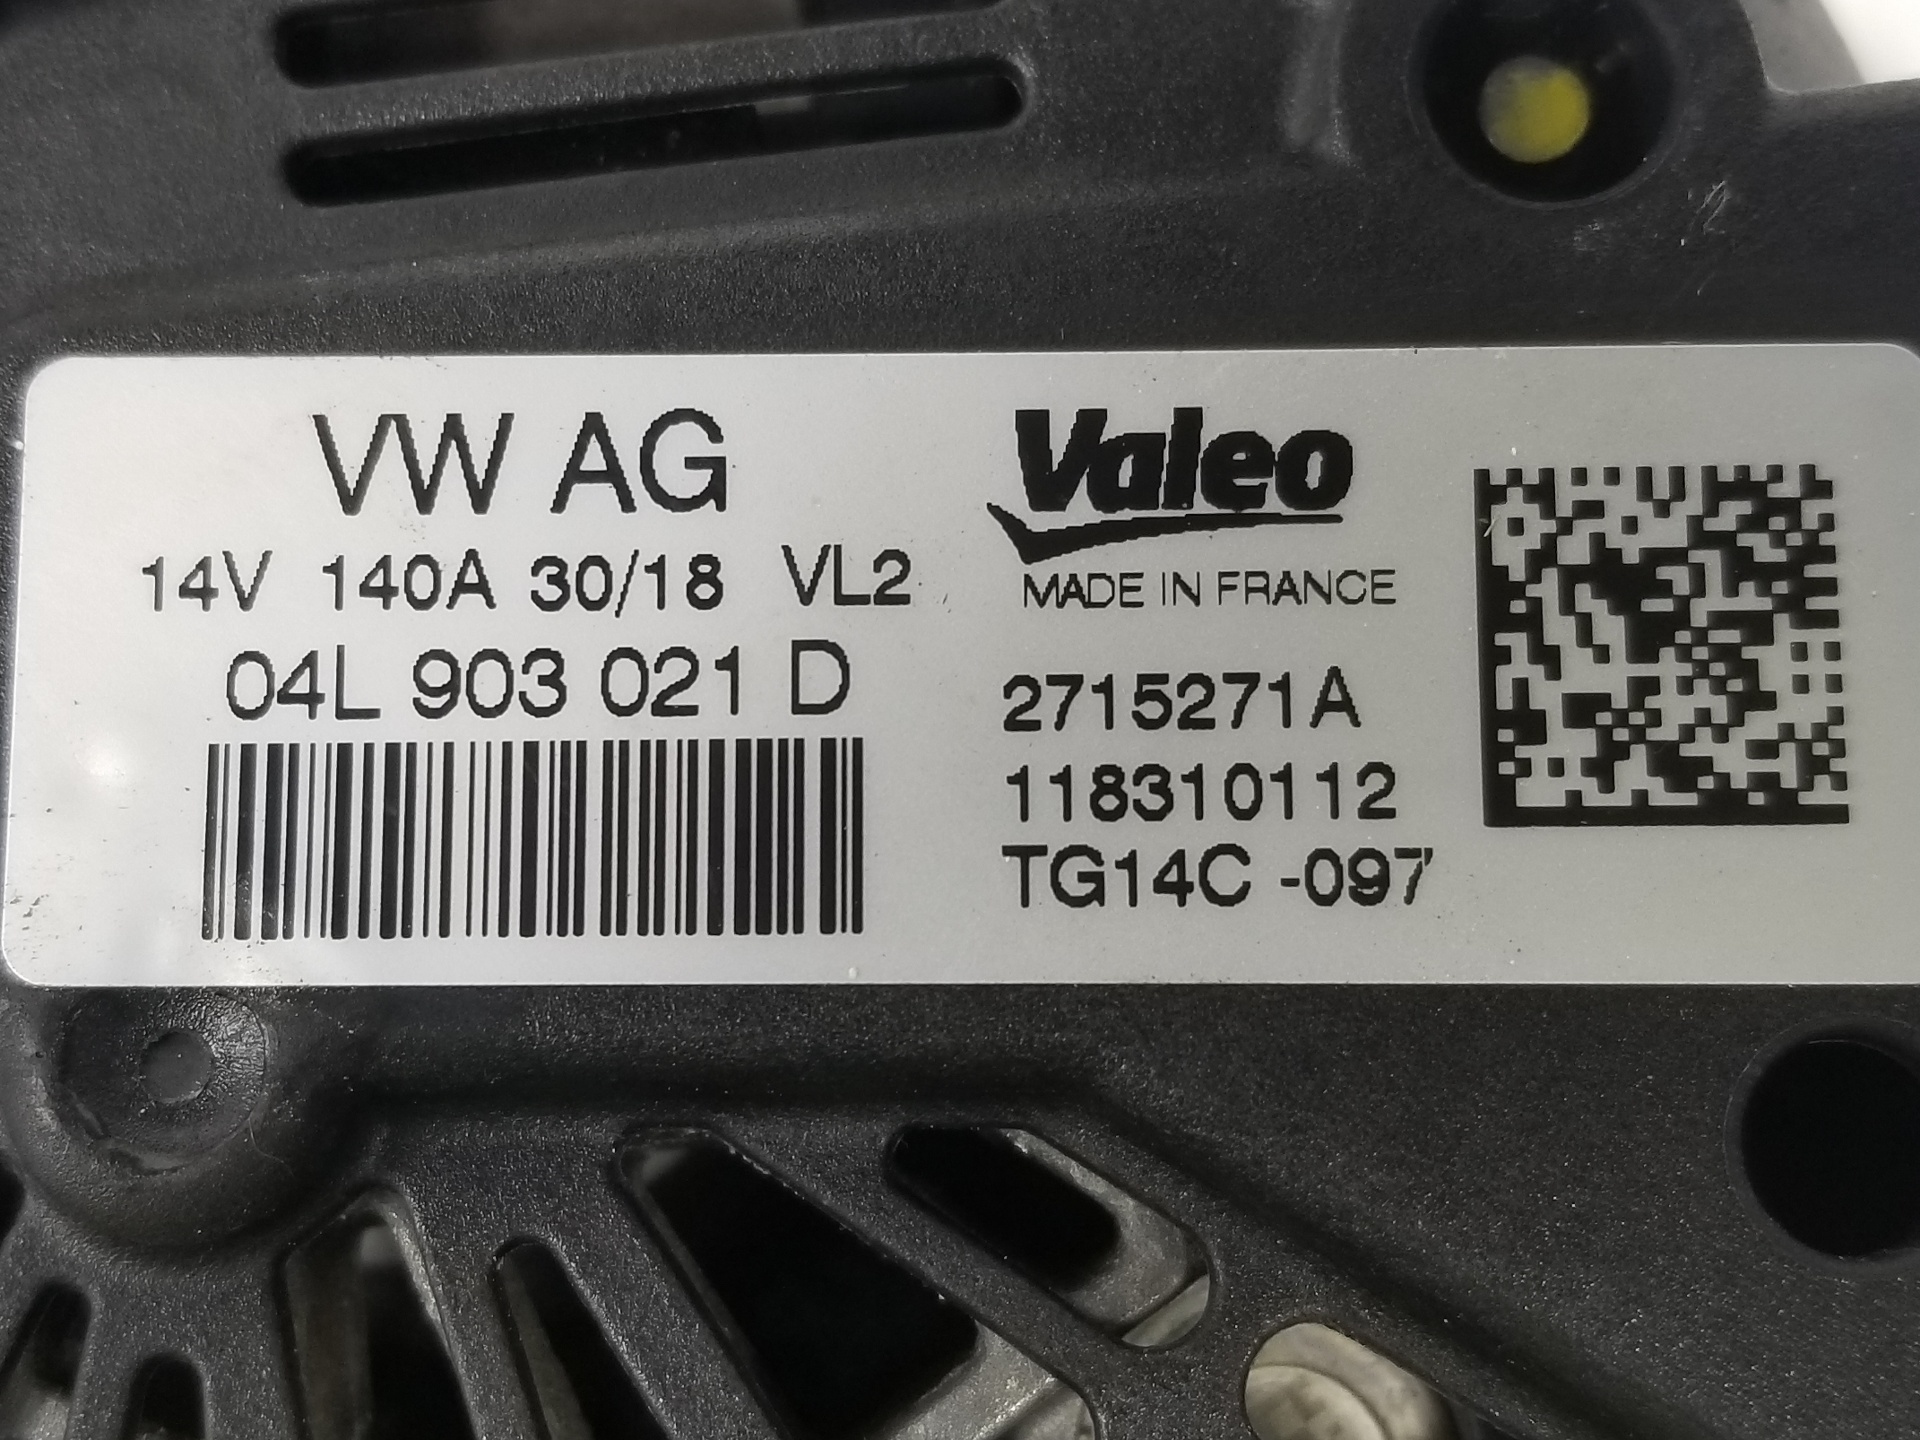 VW AG
14V 140A 30/18 VL2
04L 903 021 D
Valeo
MADE IN FRANCE
2715271A
118310112
TG14C -097